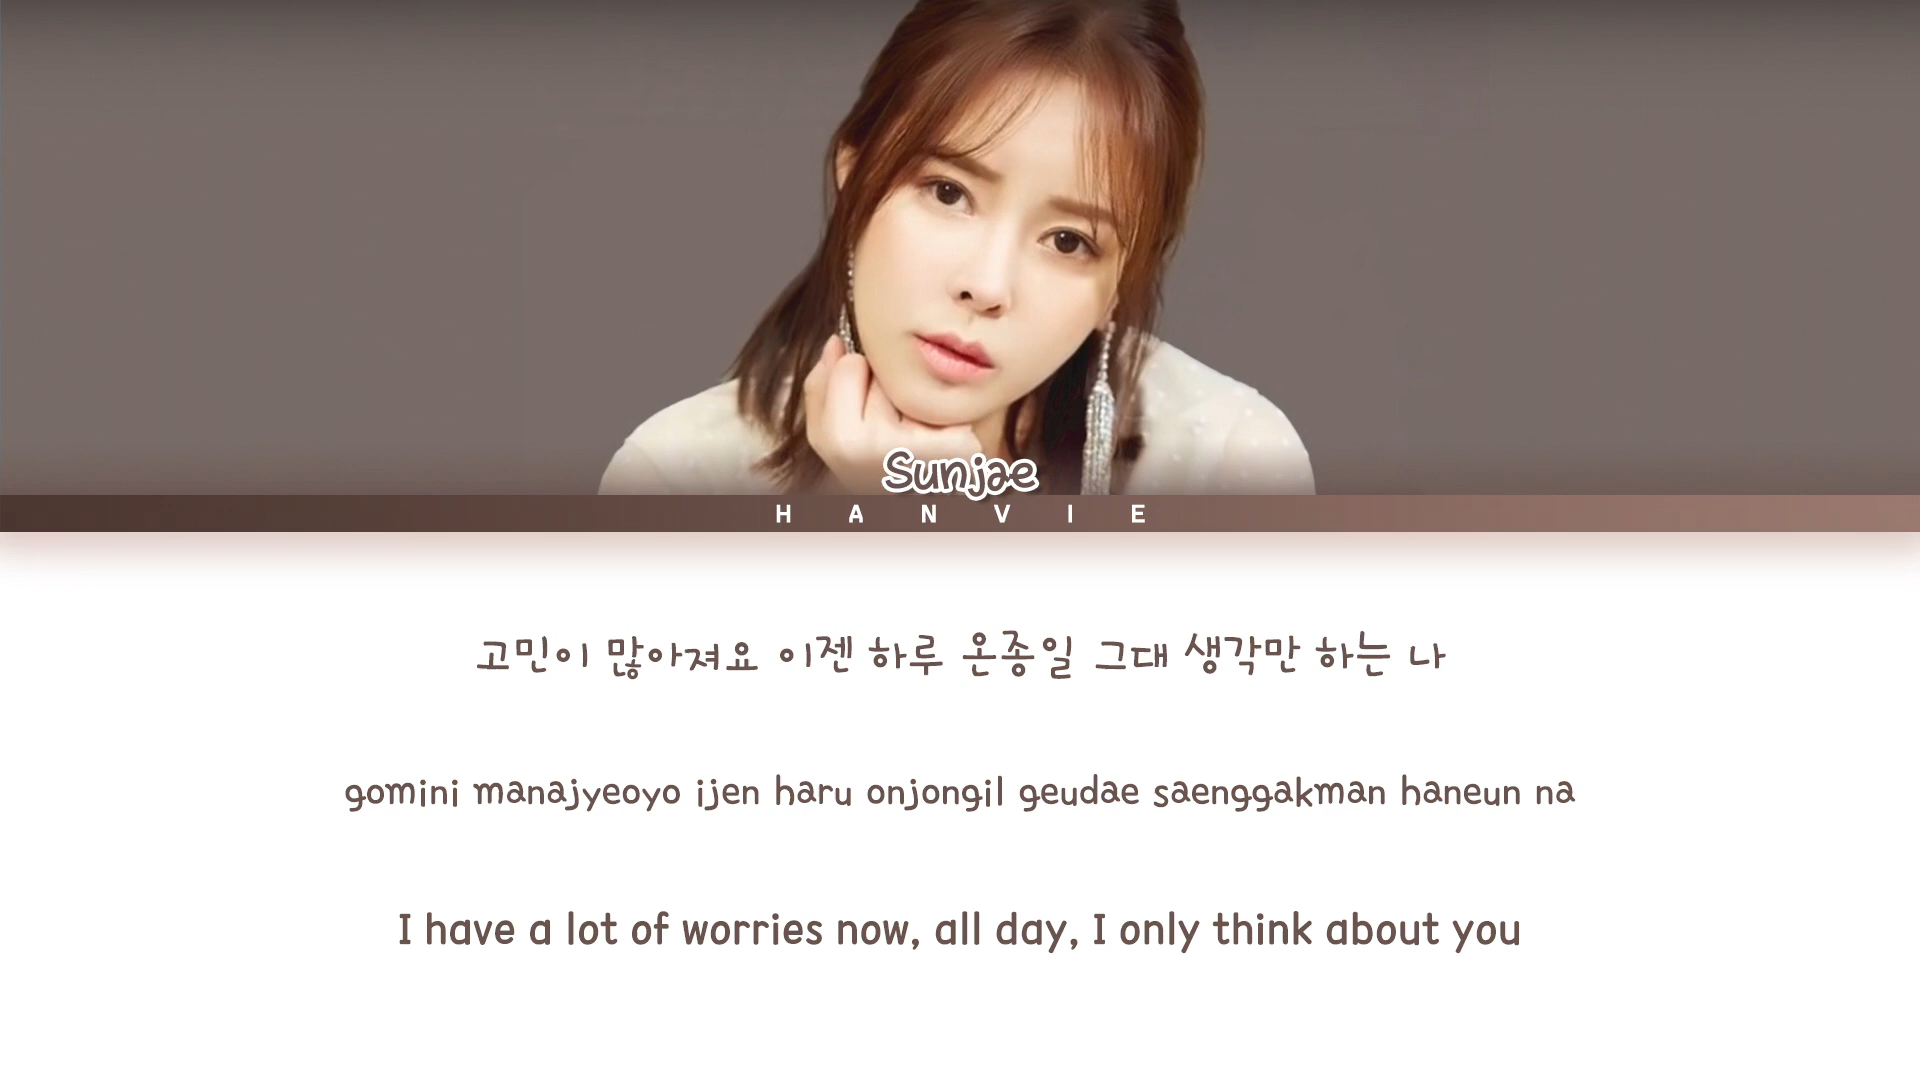 Sunjae
HANVIE
고민이 많아져요 이젠 하루 온종일 그대 생각만 하는 나
gomini manajyeoyo ijen haru onjongil geudae saenggakman haneun na
I have a lot of worries now, all day, I only think about you